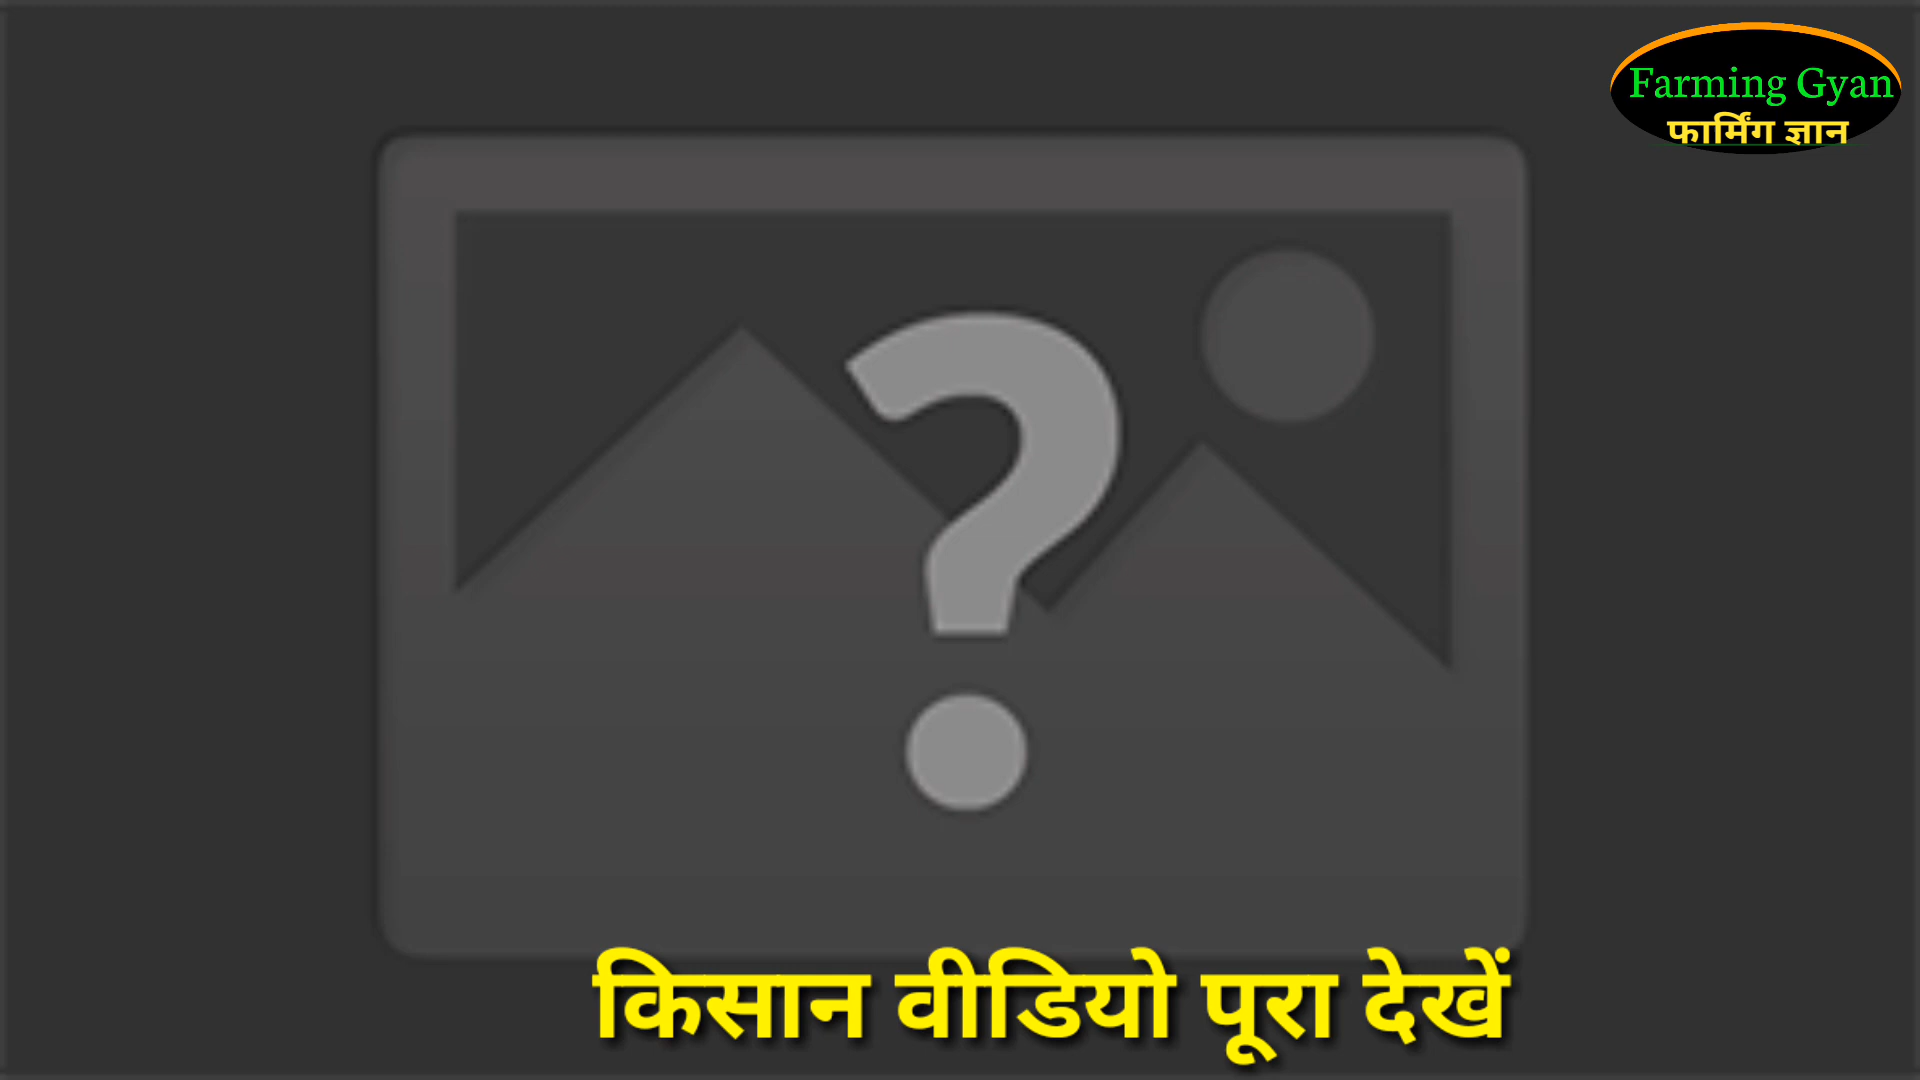 Farming Gyan
फार्मिंग ज्ञान
किसान वीडियो पूरा देखें